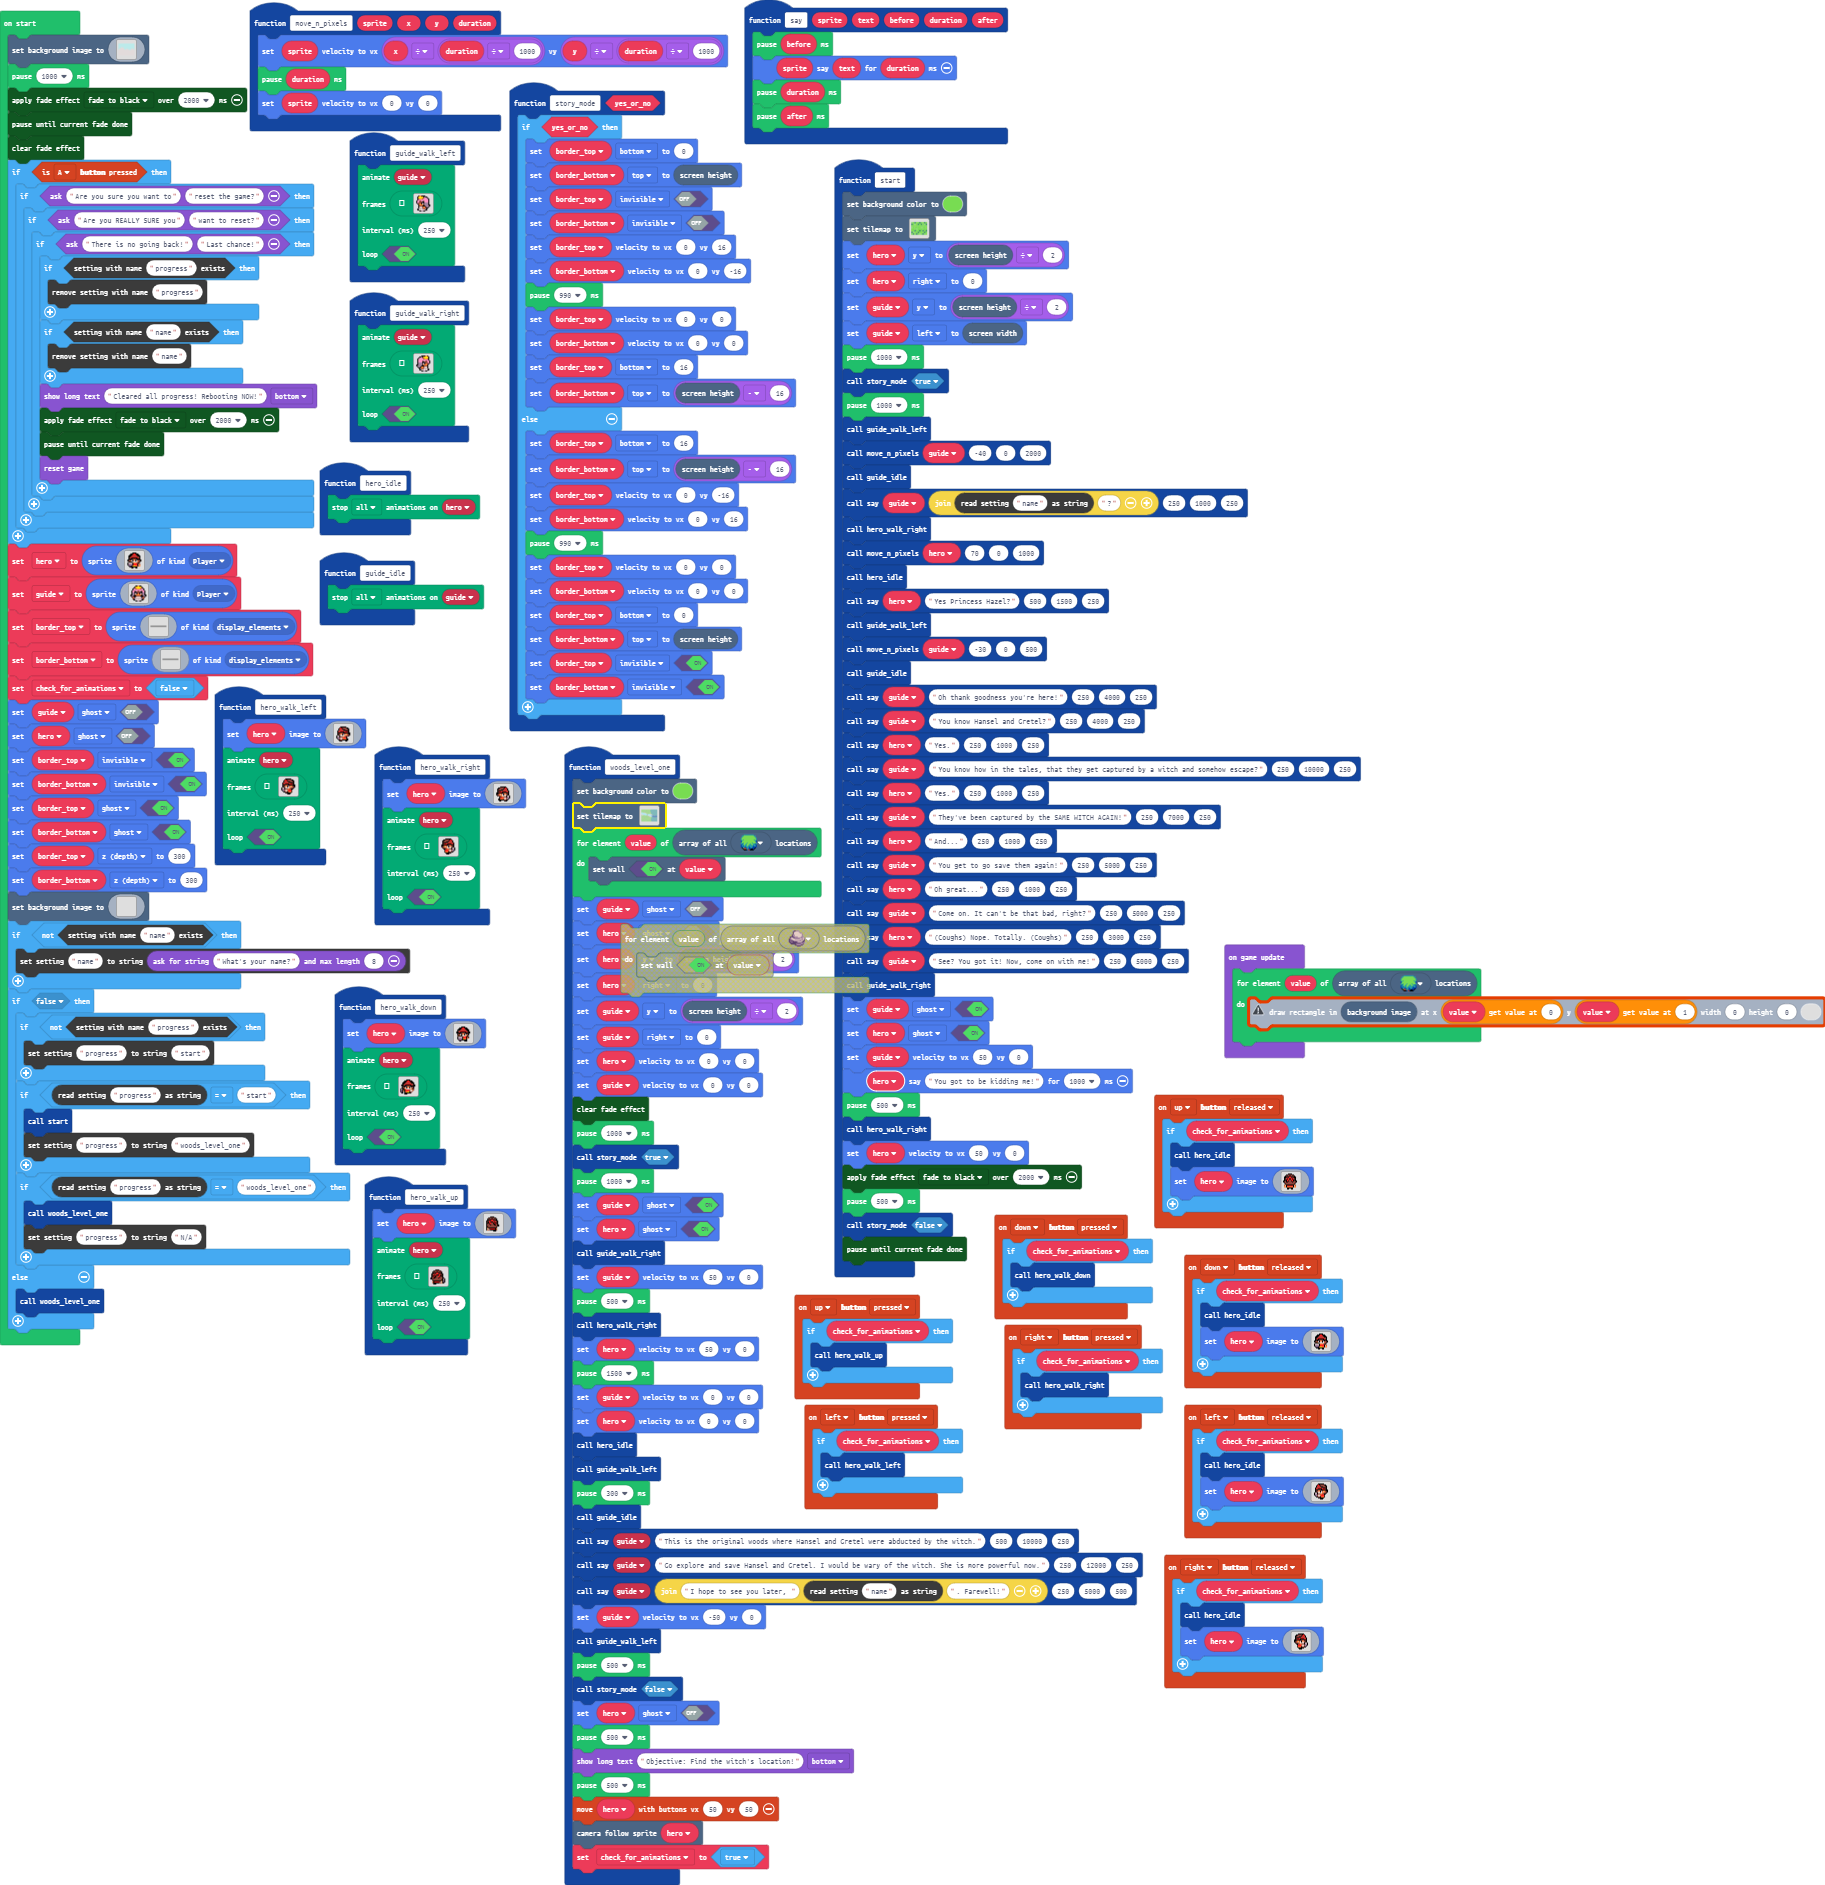 on start
set background image to
pause 1000 ms
apply fade effect fade to black over 2000 ms
pause until current fade done
clear fade effect
if is A button pressed then
if ask "Are you sure you want to" "reset the game?" then
if ask "Are you REALLY SURE you" "want to reset?" then
if ask "There is no going back!" "Last chance!" then
if setting with name "progress" exists then
remove setting with name "progress"
if setting with name "name" exists then
remove setting with name "name"
show long text "Cleared all progress! Rebooting NOW!" bottom
apply fade effect fade to black over 2000 ms
pause until current fade done
reset game
set hero to sprite of kind Player
set guide to sprite of kind Player
set border_top to sprite of kind display_elements
set border_bottom to sprite of kind display_elements
set check_for_animations to false
set guide ghost OFF
set hero ghost OFF
set border_top invisible ON
set border_bottom invisible ON
set border_top ghost ON
set border_bottom ghost ON
set border_top z (depth) to 300
set border_bottom z (depth) to 300
set background image to
if not setting with name "name" exists then
set setting "name" to string ask for string "What's your name?" and max length 8
if false then
if not setting with name "progress" exists then
set setting "progress" to string "start"
if read setting "progress" as string = "start" then
call start
set setting "progress" to string "woods_level_one"
if read setting "progress" as string = "woods_level_one" then
call woods_level_one
set setting "progress" to string "N/A"
else
call woods_level_one
function move_n_pixels sprite x y duration
set sprite velocity to vx x ÷ duration ÷ 1000 vy y ÷ duration ÷ 1000
pause duration ms
set sprite velocity to vx 0 vy 0
function guide_walk_left
animate guide
frames
interval (ms) 250
loop ON
function guide_walk_right
animate guide
frames
interval (ms) 250
loop ON
function hero_idle
stop all animations on hero
function guide_idle
stop all animations on guide
function hero_walk_left
set hero image to
animate hero
frames
interval (ms) 250
loop ON
function hero_walk_right
set hero image to
animate hero
frames
interval (ms) 250
loop ON
function hero_walk_down
set hero image to
animate hero
frames
interval (ms) 250
loop ON
function hero_walk_up
set hero image to
animate hero
frames
interval (ms) 250
loop ON
function story_mode yes_or_no
if yes_or_no then
set border_top bottom to 0
set border_bottom top to screen height
set border_top invisible OFF
set border_bottom invisible OFF
set border_top velocity to vx 0 vy 16
set border_bottom velocity to vx 0 vy -16
pause 990 ms
set border_top velocity to vx 0 vy 0
set border_bottom velocity to vx 0 vy 0
set border_top bottom to 16
set border_bottom top to screen height - 16
else
set border_top bottom to 16
set border_bottom top to screen height - 16
set border_top velocity to vx 0 vy -16
set border_bottom velocity to vx 0 vy 16
pause 990 ms
set border_top velocity to vx 0 vy 0
set border_bottom velocity to vx 0 vy 0
set border_top bottom to 0
set border_bottom top to screen height
set border_top invisible ON
set border_bottom invisible ON
function woods_level_one
set background color to
set tilemap to
for element value of array of all locations
do
set wall ON at value
set guide ghost OFF
set hero
for element value of array of all locations
set hero 2
do set wall ON at value
set hero right to 0
set guide y to screen height ÷ 2
set guide right to 0
set hero velocity to vx 0 vy 0
set guide velocity to vx 0 vy 0
clear fade effect
pause 1000 ms
call story_mode true
pause 1000 ms
set guide ghost ON
set hero ghost ON
call guide_walk_right
set guide velocity to vx 50 vy 0
pause 500 ms
call hero_walk_right
set hero velocity to vx 50 vy 0
pause 1500 ms
set guide velocity to vx 0 vy 0
set hero velocity to vx 0 vy 0
call hero_idle
call guide_walk_left
pause 300 ms
call guide_idle
call say guide "This is the original woods where Hansel and Gretel were abducted by the witch." 500 10000 250
call say guide "Go explore and save Hansel and Gretel. I would be wary of the witch. She is more powerful now." 250 12000 250
call say guide join "I hope to see you later, " read setting "name" as string ". Farewell!" 250 5000 500
set guide velocity to vx -50 vy 0
call guide_walk_left
pause 500 ms
call story_mode false
set hero ghost OFF
pause 500 ms
show long text "Objective: Find the witch's location!" bottom
pause 500 ms
move hero with buttons vx 50 vy 50
camera follow sprite hero
set check_for_animations to true
function say sprite text before duration after
pause before ms
sprite say text for duration ms
pause duration ms
pause after ms
function start
set background color to
set tilemap to
set hero y to screen height ÷ 2
set hero right to 0
set guide y to screen height ÷ 2
set guide left to screen width
pause 1000 ms
call story_mode true
pause 1000 ms
call guide_walk_left
call move_n_pixels guide -40 0 2000
call guide_idle
call say guide join read setting "name" as string "?" 250 1000 250
call hero_walk_right
call move_n_pixels hero 70 0 1000
call hero_idle
call say hero "Yes Princess Hazel?" 500 1500 250
call guide_walk_left
call move_n_pixels guide -30 0 500
call guide_idle
call say guide "Oh thank goodness you're here!" 250 4000 250
call say guide "You know Hansel and Gretel?" 250 4000 250
call say hero "Yes." 250 1000 250
call say guide "You know how in the tales, that they get captured by a witch and somehow escape?" 250 10000 250
call say hero "Yes." 250 1000 250
call say guide "They've been captured by the SAME WITCH AGAIN!" 250 7000 250
call say hero "And..." 250 1000 250
call say guide "You get to go save them again!" 250 5000 250
call say hero "Oh great..." 250 1000 250
call say guide "Come on. It can't be that bad, right?" 250 5000 250
say hero "(Coughs) Nope. Totally. (Coughs)" 250 3000 250
say guide "See? You got it! Now, come on with me!" 250 5000 250
call guide_walk_right
set guide ghost ON
set hero ghost ON
set guide velocity to vx 50 vy 0
hero say "You got to be kidding me!" for 1000 ms
pause 500 ms
call hero_walk_right
set hero velocity to vx 50 vy 0
apply fade effect fade to black over 2000 ms
pause 500 ms
call story_mode false
pause until current fade done
on up button pressed
if check_for_animations then
call hero_walk_up
on left button pressed
if check_for_animations then
call hero_walk_left
on down button pressed
if check_for_animations then
call hero_walk_down
on right button pressed
if check_for_animations then
call hero_walk_right
on game update
for element value of array of all locations
do
draw rectangle in background image at x value get value at 0 y value get value at 1 width 0 height 0
on up button released
if check_for_animations then
call hero_idle
set hero image to
on down button released
if check_for_animations then
call hero_idle
set hero image to
on left button released
if check_for_animations then
call hero_idle
set hero image to
on right button released
if check_for_animations then
call hero_idle
set hero image to